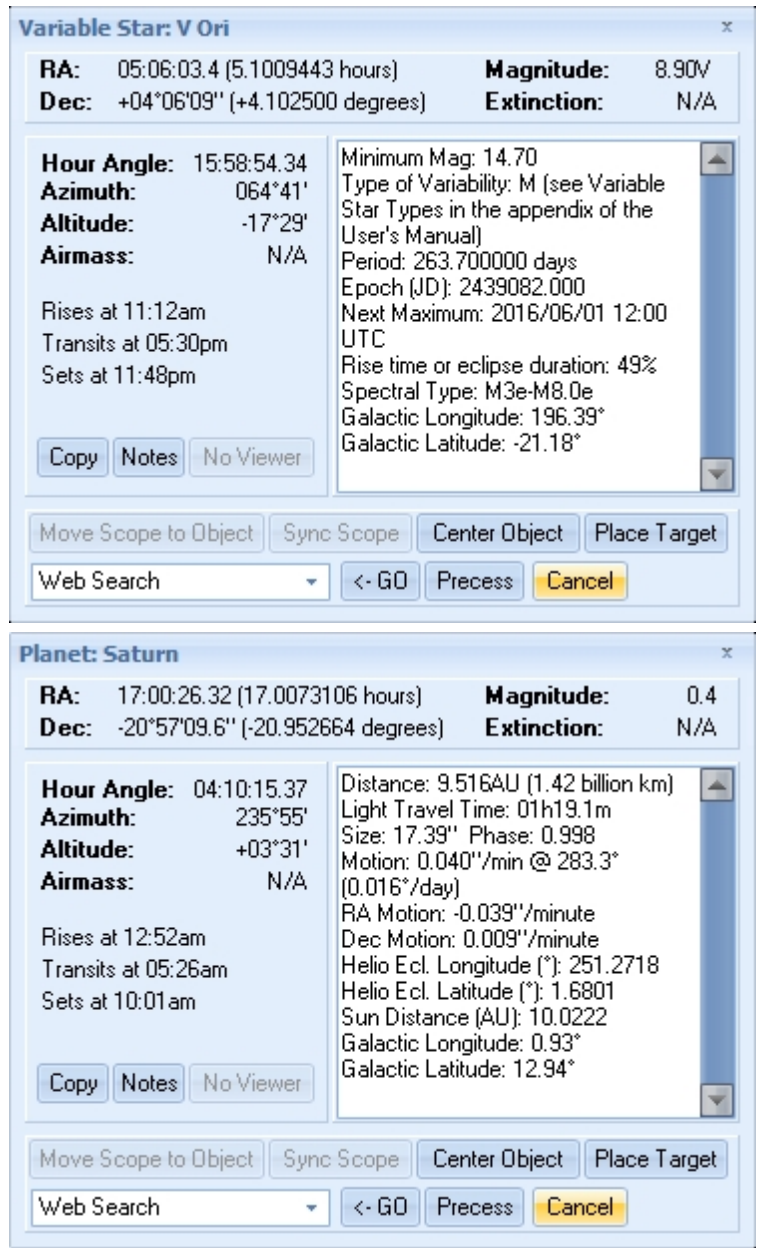 Variable Star: V Ori
x
RA: 05:06:03.4 (5.1009443 hours) Magnitude: 8.90V
Dec: +04°06'09'' (+4.102500 degrees) Extinction: N/A
Hour Angle: 15:58:54.34
Azimuth: 064°41'
Altitude: -17°29'
Airmass: N/A
Rises at 11:12am
Transits at 05:30pm
Sets at 11:48pm
Copy Notes No Viewer
Minimum Mag: 14.70
Type of Variability: M (see Variable
Star Types in the appendix of the
User's Manual)
Period: 263.700000 days
Epoch (JD): 2439082.000
Next Maximum: 2016/06/01 12:00
UTC
Rise time or eclipse duration: 49%
Spectral Type: M3e-M8.0e
Galactic Longitude: 196.39°
Galactic Latitude: -21.18°
Move Scope to Object Sync Scope Center Object Place Target
Web Search <- GO Precess Cancel
Planet: Saturn
x
RA: 17:00:26.32 (17.0073106 hours) Magnitude: 0.4
Dec: -20°57'09.6'' (-20.952664 degrees) Extinction: N/A
Hour Angle: 04:10:15.37
Azimuth: 235°55'
Altitude: +03°31'
Airmass: N/A
Rises at 12:52am
Transits at 05:26am
Sets at 10:01am
Copy Notes No Viewer
Distance: 9.516AU (1.42 billion km)
Light Travel Time: 01h19.1m
Size: 17.39'' Phase: 0.998
Motion: 0.040''/min @ 283.3°
(0.016°/day)
RA Motion: -0.039''/minute
Dec Motion: 0.009''/minute
Helio Ecl. Longitude (°): 251.2718
Helio Ecl. Latitude (°): 1.6801
Sun Distance (AU): 10.0222
Galactic Longitude: 0.93°
Galactic Latitude: 12.94°
Move Scope to Object Sync Scope Center Object Place Target
Web Search <- GO Precess Cancel